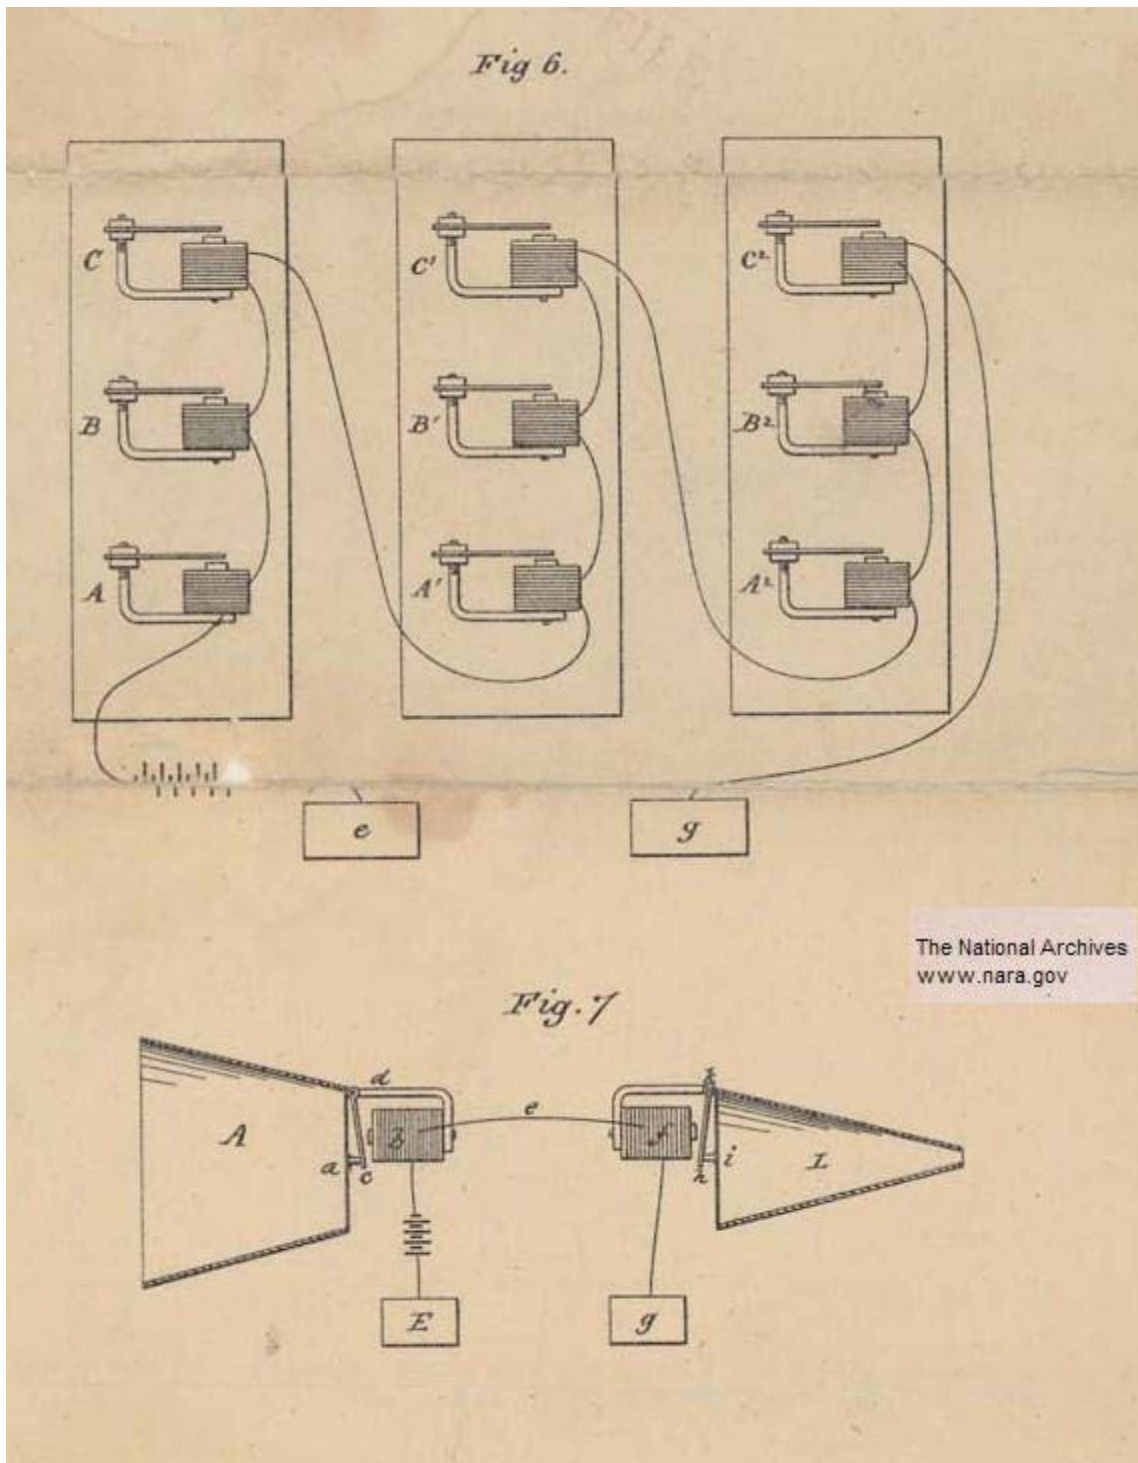 Fig 6.
C C' C²
B B' B²
A A' A²
e g
The National Archives
www.nara.gov
Fig. 7
d e k
A b f L
a c h i
E g